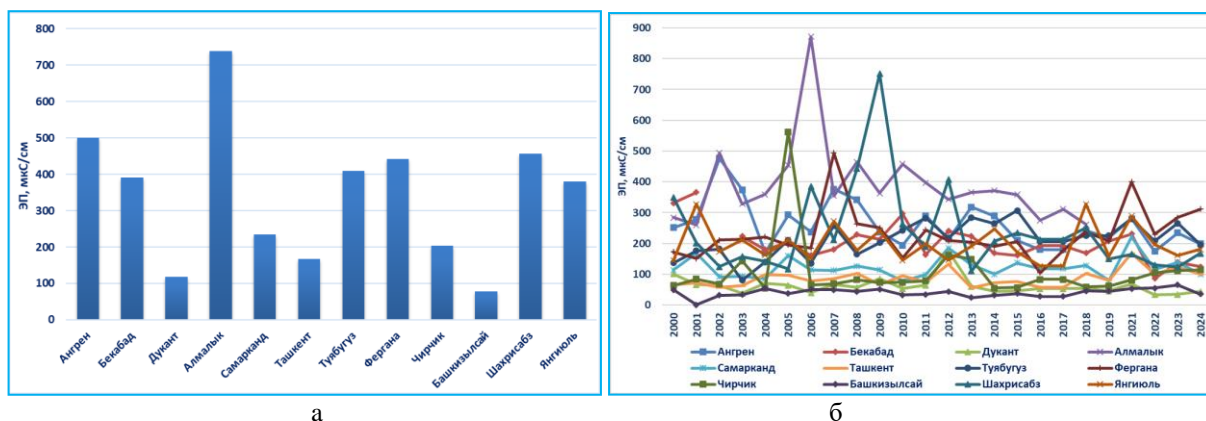 800
700
600
500
400
300
200
100
0
ЭП, мкС/см
Ангрен
Бекабад
Дукант
Алмалык
Самарканд
Ташкент
Туябугуз
Фергана
Чирчик
Башкизылсай
Шахрисабз
Янгиюль
а
900
800
700
600
500
400
300
200
100
0
ЭП, мкС/см
2000
2001
2002
2003
2004
2005
2006
2007
2008
2009
2010
2011
2012
2013
2014
2015
2016
2017
2018
2019
2021
2022
2023
2024
Ангрен Бекабад Дукант Алмалык
Самарканд Ташкент Туябугуз Фергана
Чирчик Башкизылсай Шахрисабз Янгиюль
б